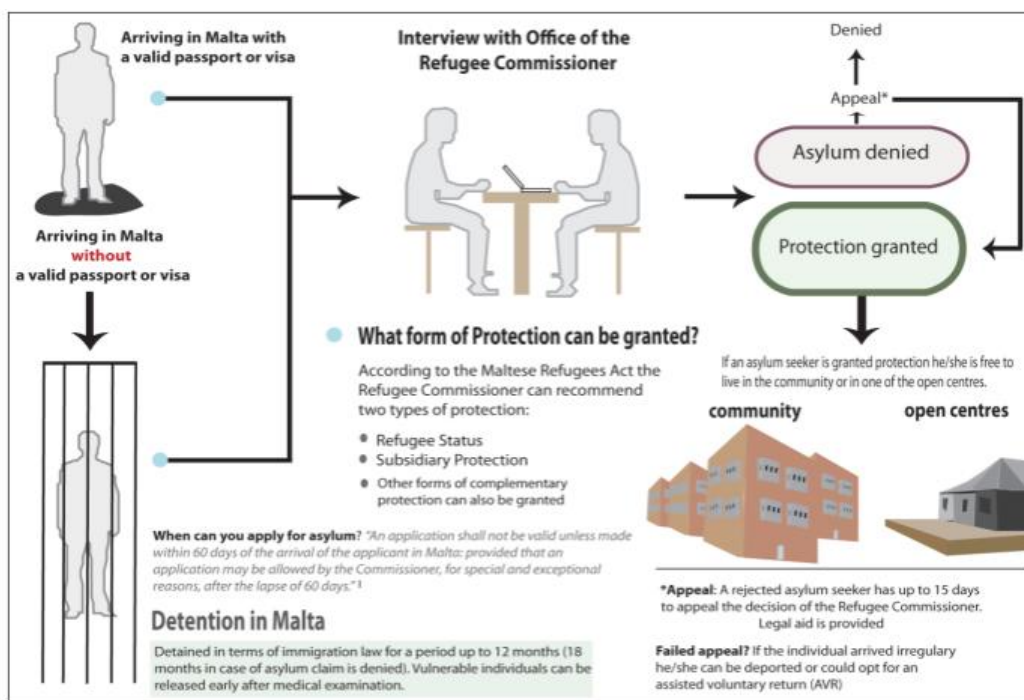 Arriving in Malta with
a valid passport or visa
Arriving in Malta
without
a valid passport or visa
Interview with Office of the
Refugee Commissioner
Denied
Appeal*
Asylum denied
Protection granted
If an asylum seeker is granted protection he/she is free to
live in the community or in one of the open centres.
community
open centres
What form of Protection can be granted?
According to the Maltese Refugees Act the
Refugee Commissioner can recommend
two types of protection:
• Refugee Status
• Subsidiary Protection
• Other forms of complementary
protection can also be granted
When can you apply for asylum? "An application shall not be valid unless made
within 60 days of the arrival of the applicant in Malta: provided that an
application may be allowed by the Commissioner, for special and exceptional
reasons, after the lapse of 60 days."³
Detention in Malta
Detained in terms of immigration law for a period up to 12 months (18
months in case of asylum claim is denied). Vulnerable individuals can be
released early after medical examination.
*Appeal: A rejected asylum seeker has up to 15 days
to appeal the decision of the Refugee Commissioner.
Legal aid is provided
Failed appeal? If the individual arrived irregulary
he/she can be deported or could opt for an
assisted voluntary return (AVR)